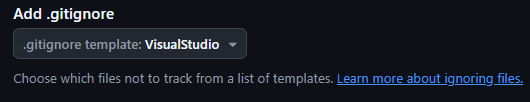 Add .gitignore
.gitignore template: VisualStudio
Choose which files not to track from a list of templates. Learn more about ignoring files.